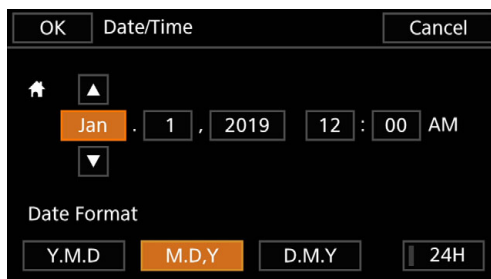 OK Date/Time Cancel
▲
Jan . 1 , 2019 12 : 00 AM
▼
Date Format
Y.M.D M.D,Y D.M.Y 24H